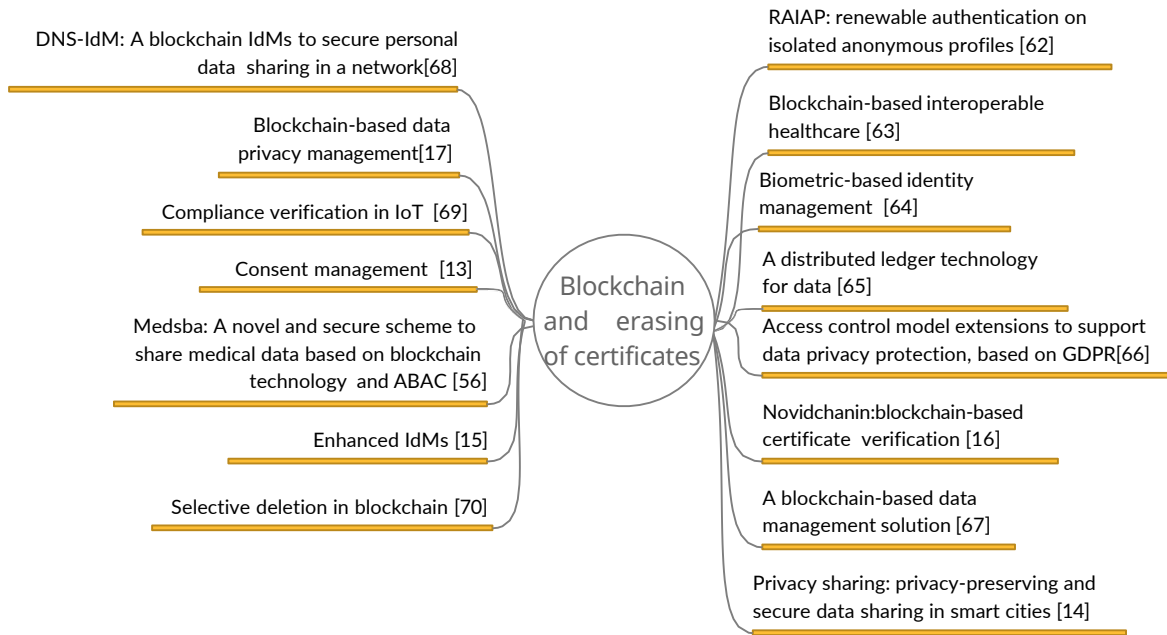 DNS-IdM: A blockchain IdMs to secure personal
data sharing in a network[68]
Blockchain-based data
privacy management[17]
Compliance verification in IoT [69]
Consent management [13]
Medsba: A novel and secure scheme to
share medical data based on blockchain
technology and ABAC [56]
Enhanced IdMs [15]
Selective deletion in blockchain [70]
Blockchain
and erasing
of certificates
RAIAP: renewable authentication on
isolated anonymous profiles [62]
Blockchain-based interoperable
healthcare [63]
Biometric-based identity
management [64]
A distributed ledger technology
for data [65]
Access control model extensions to support
data privacy protection, based on GDPR[66]
Novidchanin:blockchain-based
certificate verification [16]
A blockchain-based data
management solution [67]
Privacy sharing: privacy-preserving and
secure data sharing in smart cities [14]